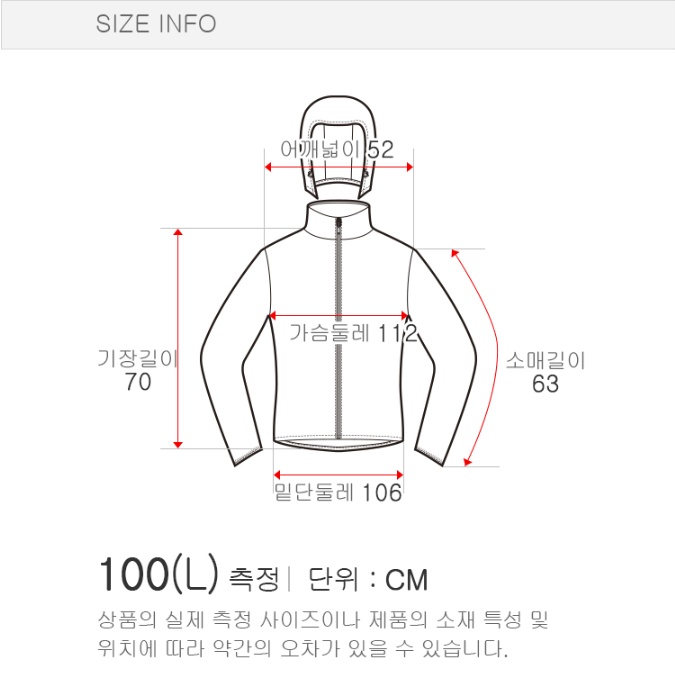 SIZE INFO
어깨넓이 52
가슴둘레 112
기장길이
70
소매길이
63
밑단둘레 106
100(L) 측정| 단위 : CM
상품의 실제 측정 사이즈이나 제품의 소재 특성 및
위치에 따라 약간의 오차가 있을 수 있습니다.